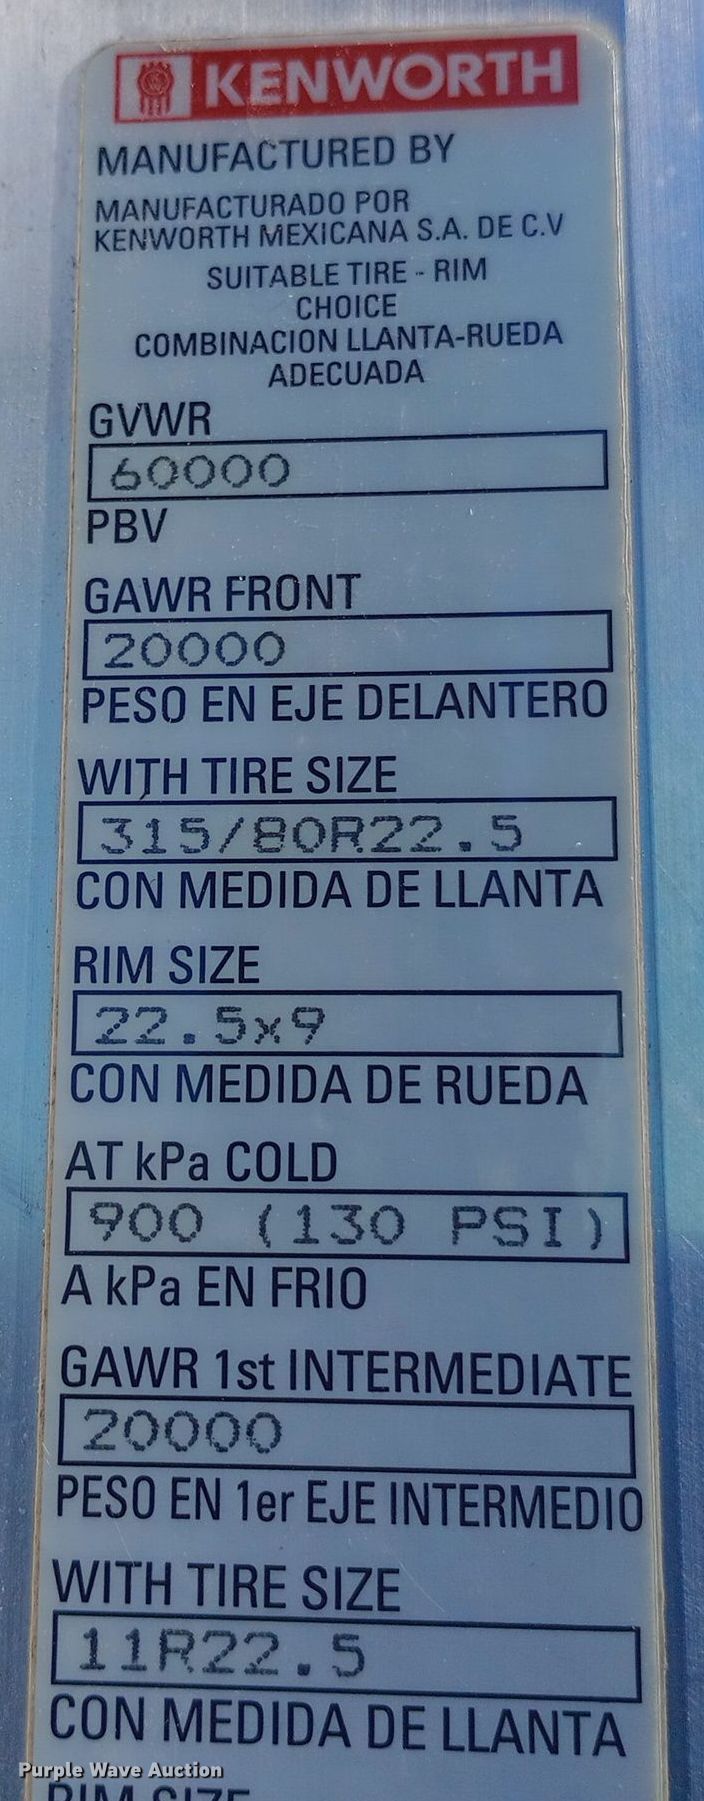 KENWORTH
MANUFACTURED BY
MANUFACTURADO POR
KENWORTH MEXICANA S.A. DE C.V
SUITABLE TIRE - RIM
CHOICE
COMBINACION LLANTA-RUEDA
ADECUADA
GVWR
60000
PBV
GAWR FRONT
20000
PESO EN EJE DELANTERO
WITH TIRE SIZE
315/80R22.5
CON MEDIDA DE LLANTA
RIM SIZE
22.5x9
CON MEDIDA DE RUEDA
AT kPa COLD
900 (130 PSI)
A kPa EN FRIO
GAWR 1st INTERMEDIATE
20000
PESO EN 1er EJE INTERMEDIO
WITH TIRE SIZE
11R22.5
CON MEDIDA DE LLANTA
Purple Wave Auction
RIM SIZE